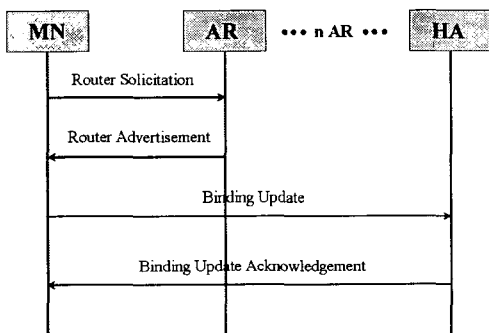 MN AR ••• n AR ••• HA
Router Solicitation
Router Advertisement
Binding Update
Binding Update Acknowledgement